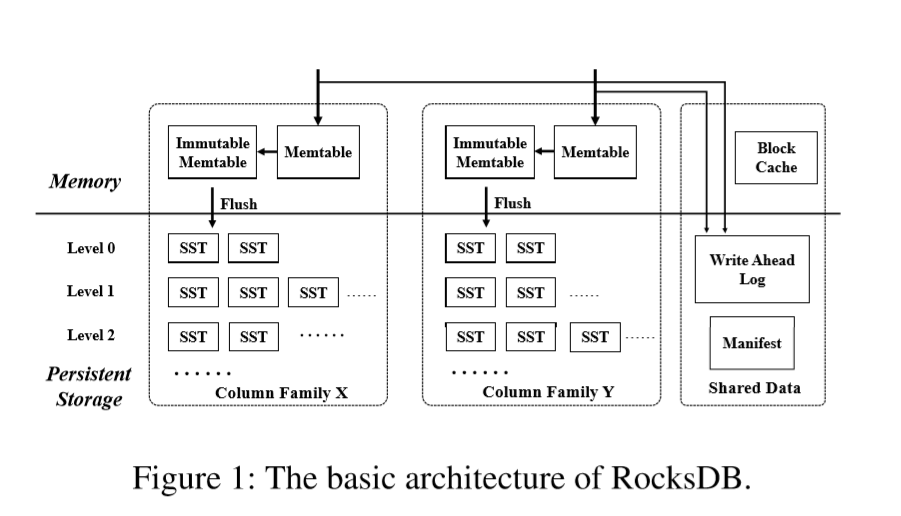 Immutable
Memtable
Memtable
Immutable
Memtable
Memtable
Block
Cache
Memory
Flush
Flush
Level 0
SST
SST
SST
SST
Write Ahead
Log
Level 1
SST
SST
SST
......
SST
SST
......
Level 2
SST
SST
......
SST
SST
SST
......
Manifest
Persistent
Storage
......
Column Family X
......
Column Family Y
Shared Data
Figure 1: The basic architecture of RocksDB.